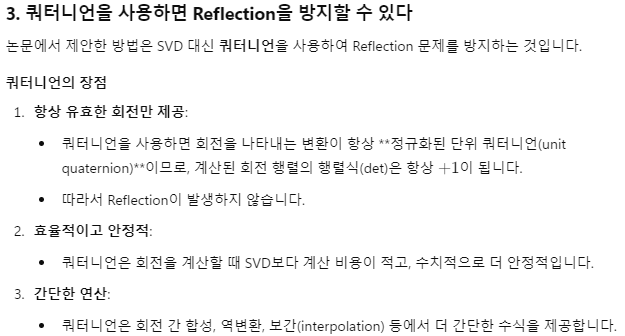 3. 쿼터니언을 사용하면 Reflection을 방지할 수 있다
논문에서 제안한 방법은 SVD 대신 쿼터니언을 사용하여 Reflection 문제를 방지하는 것입니다.
쿼터니언의 장점
1. 항상 유효한 회전만 제공:
• 쿼터니언을 사용하면 회전을 나타내는 변환이 항상 **정규화된 단위 쿼터니언(unit
quaternion)**이므로, 계산된 회전 행렬의 행렬식(det)은 항상 +1이 됩니다.
• 따라서 Reflection이 발생하지 않습니다.
2. 효율적이고 안정적:
• 쿼터니언은 회전을 계산할 때 SVD보다 계산 비용이 적고, 수치적으로 더 안정적입니다.
3. 간단한 연산:
• 쿼터니언은 회전 간 합성, 역변환, 보간(interpolation) 등에서 더 간단한 수식을 제공합니다.